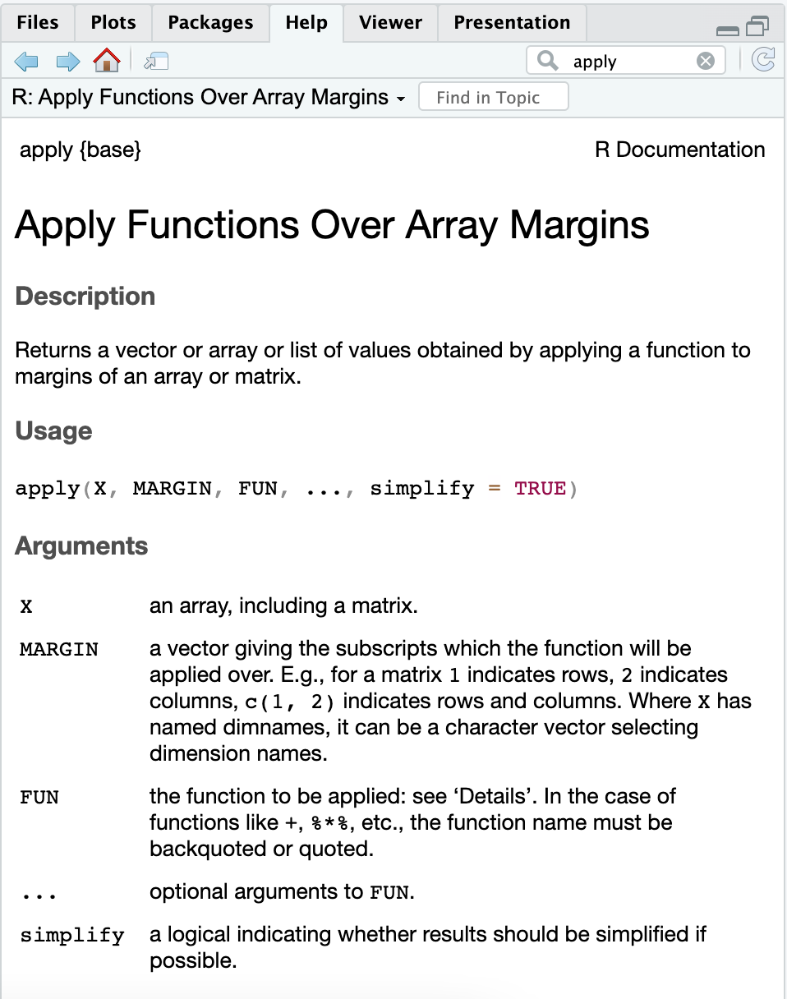 Files Plots Packages Help Viewer Presentation
apply
R: Apply Functions Over Array Margins Find in Topic
apply {base} R Documentation
Apply Functions Over Array Margins
Description
Returns a vector or array or list of values obtained by applying a function to
margins of an array or matrix.
Usage
apply(X, MARGIN, FUN, ..., simplify = TRUE)
Arguments
X an array, including a matrix.
MARGIN a vector giving the subscripts which the function will be
applied over. E.g., for a matrix 1 indicates rows, 2 indicates
columns, c(1, 2) indicates rows and columns. Where X has
named dimnames, it can be a character vector selecting
dimension names.
FUN the function to be applied: see ‘Details’. In the case of
functions like +, %*%, etc., the function name must be
backquoted or quoted.
... optional arguments to FUN.
simplify a logical indicating whether results should be simplified if
possible.